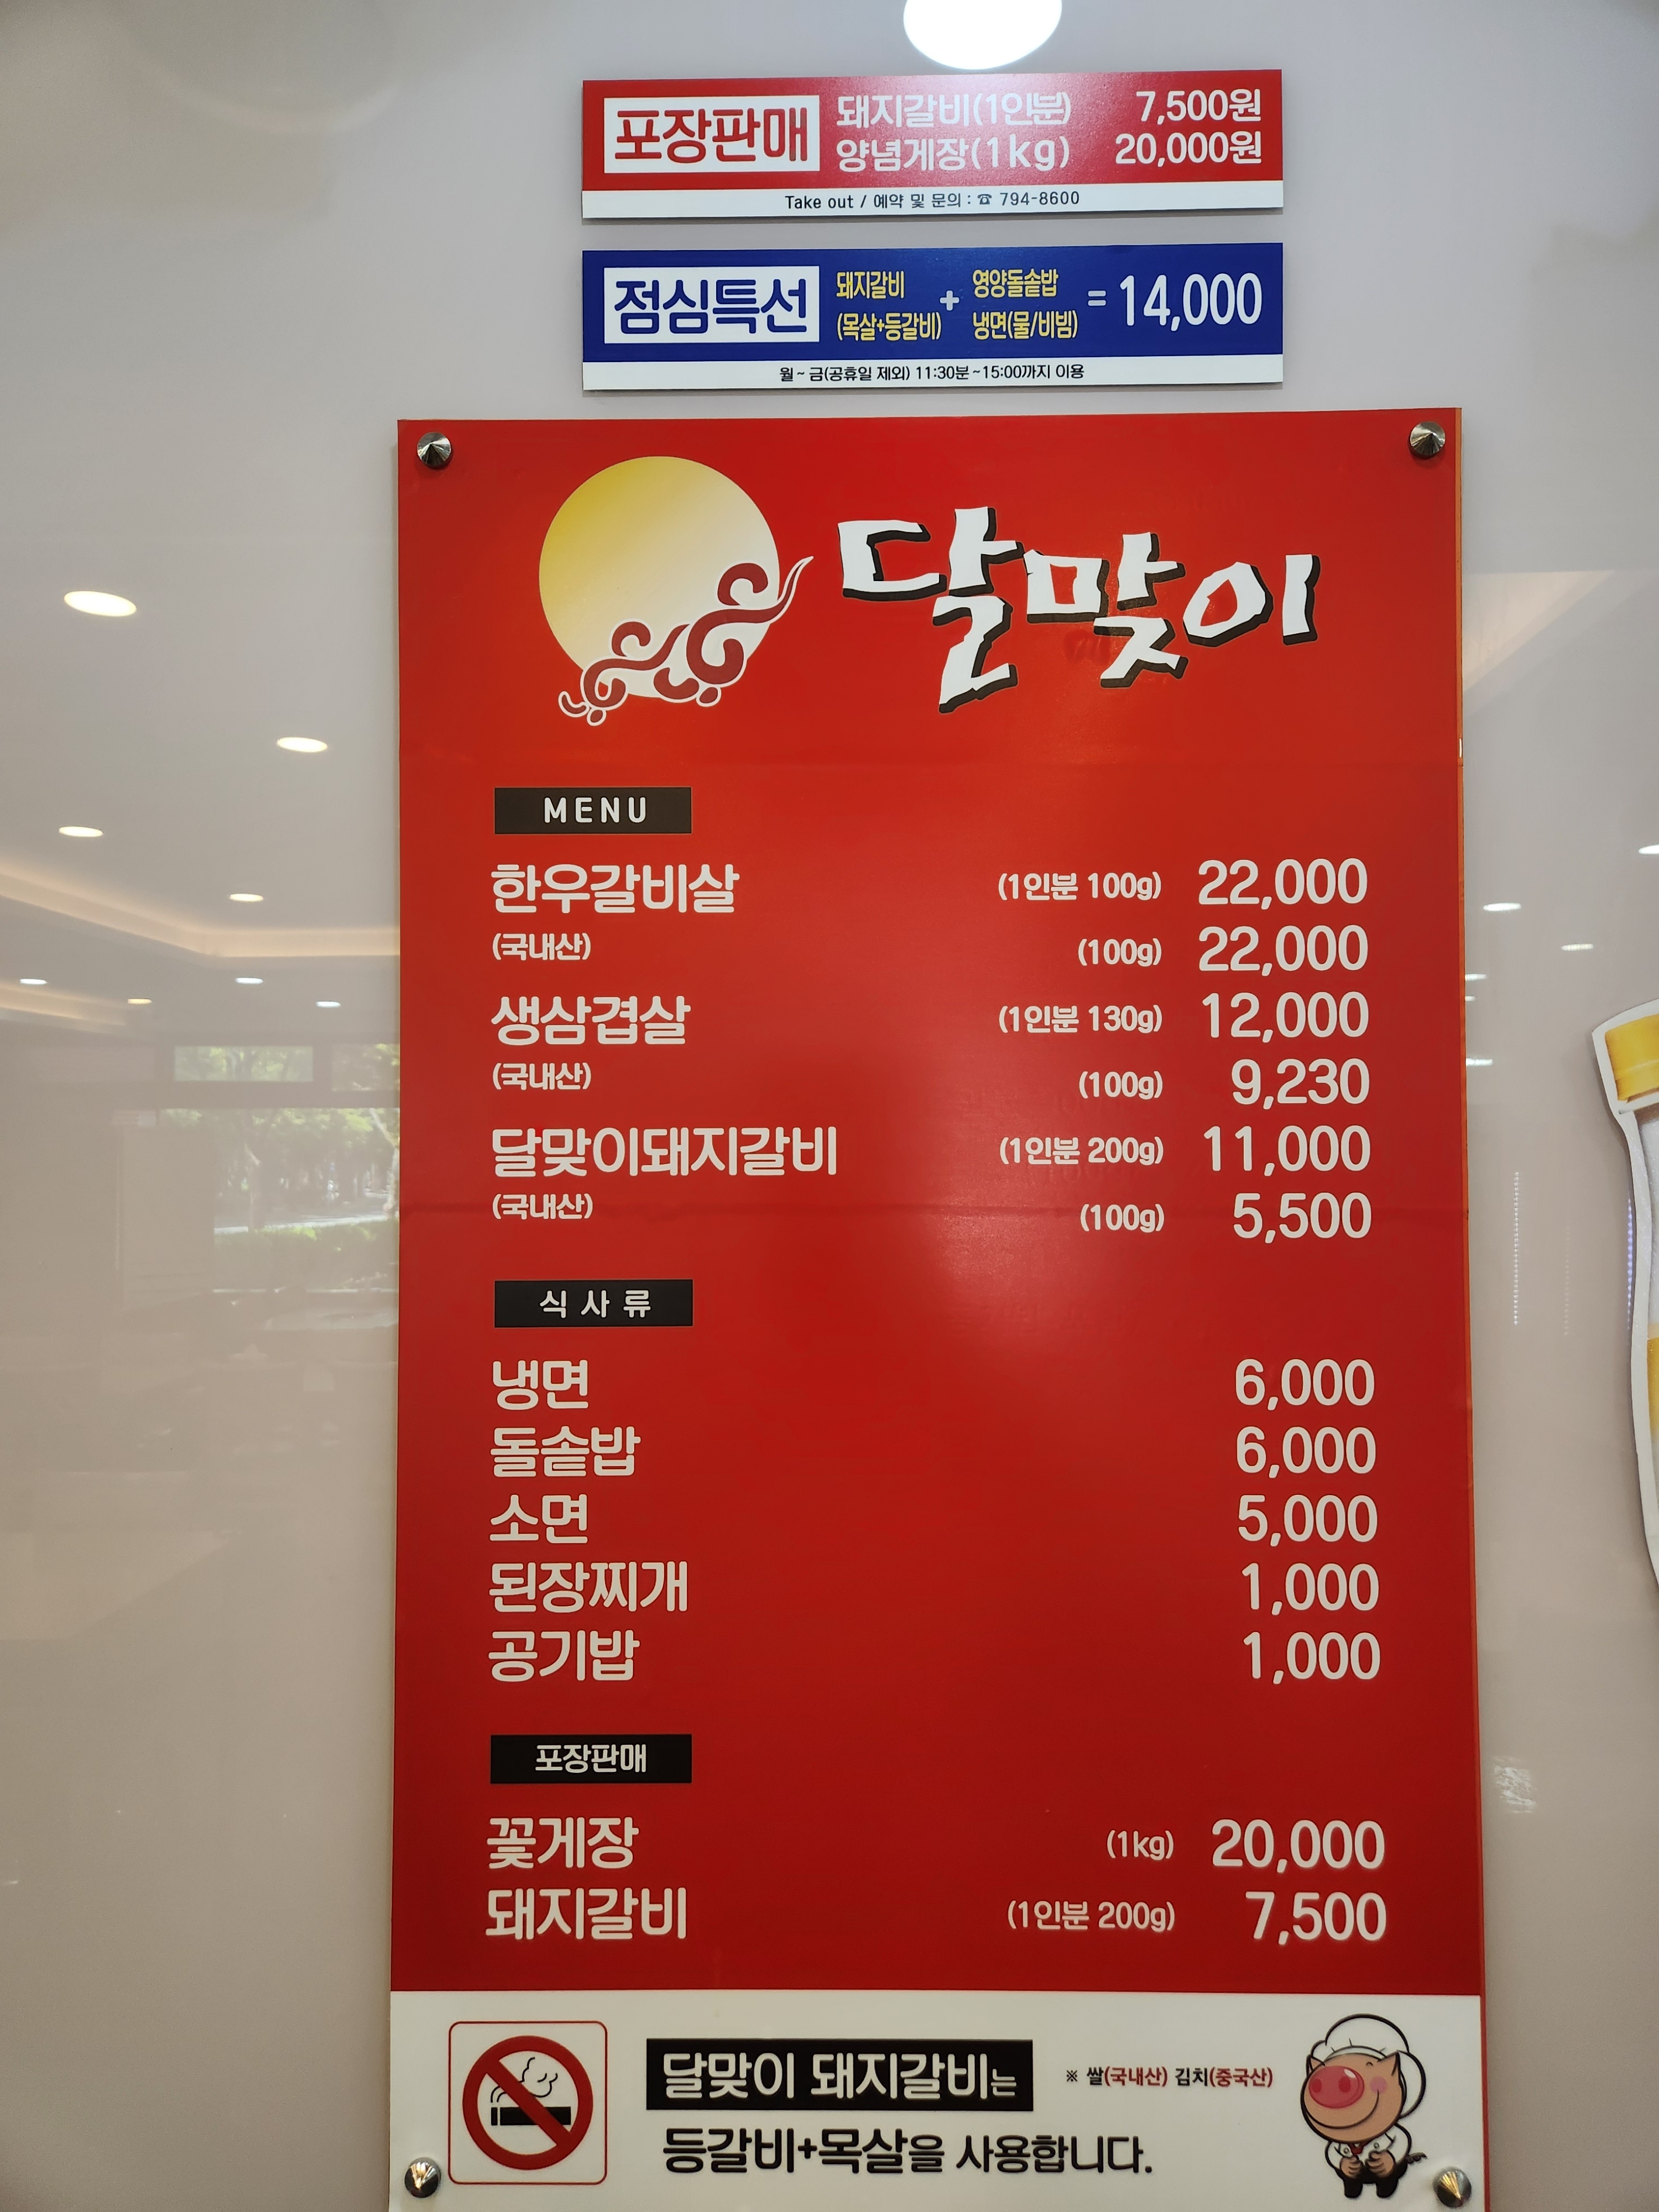 포장판매 돼지갈비(1인분) 7,500원
양념게장(1kg) 20,000원
Take out / 예약 및 문의 : ☎ 794-8600
점심특선 돼지갈비 (목살+등갈비) + 영양돌솥밥 냉면(물/비빔) = 14,000
월~금(공휴일 제외) 11:30분~15:00까지 이용
달맞이
MENU
한우갈비살 (1인분 100g) 22,000
(국내산) (100g) 22,000
생삼겹살 (1인분 130g) 12,000
(국내산) (100g) 9,230
달맞이돼지갈비 (1인분 200g) 11,000
(국내산) (100g) 5,500
식사류
냉면 6,000
돌솥밥 6,000
소면 5,000
된장찌개 1,000
공기밥 1,000
포장판매
꽃게장 (1kg) 20,000
돼지갈비 (1인분 200g) 7,500
달맞이 돼지갈비는 ※ 쌀(국내산) 김치(중국산)
등갈비+목살을 사용합니다.